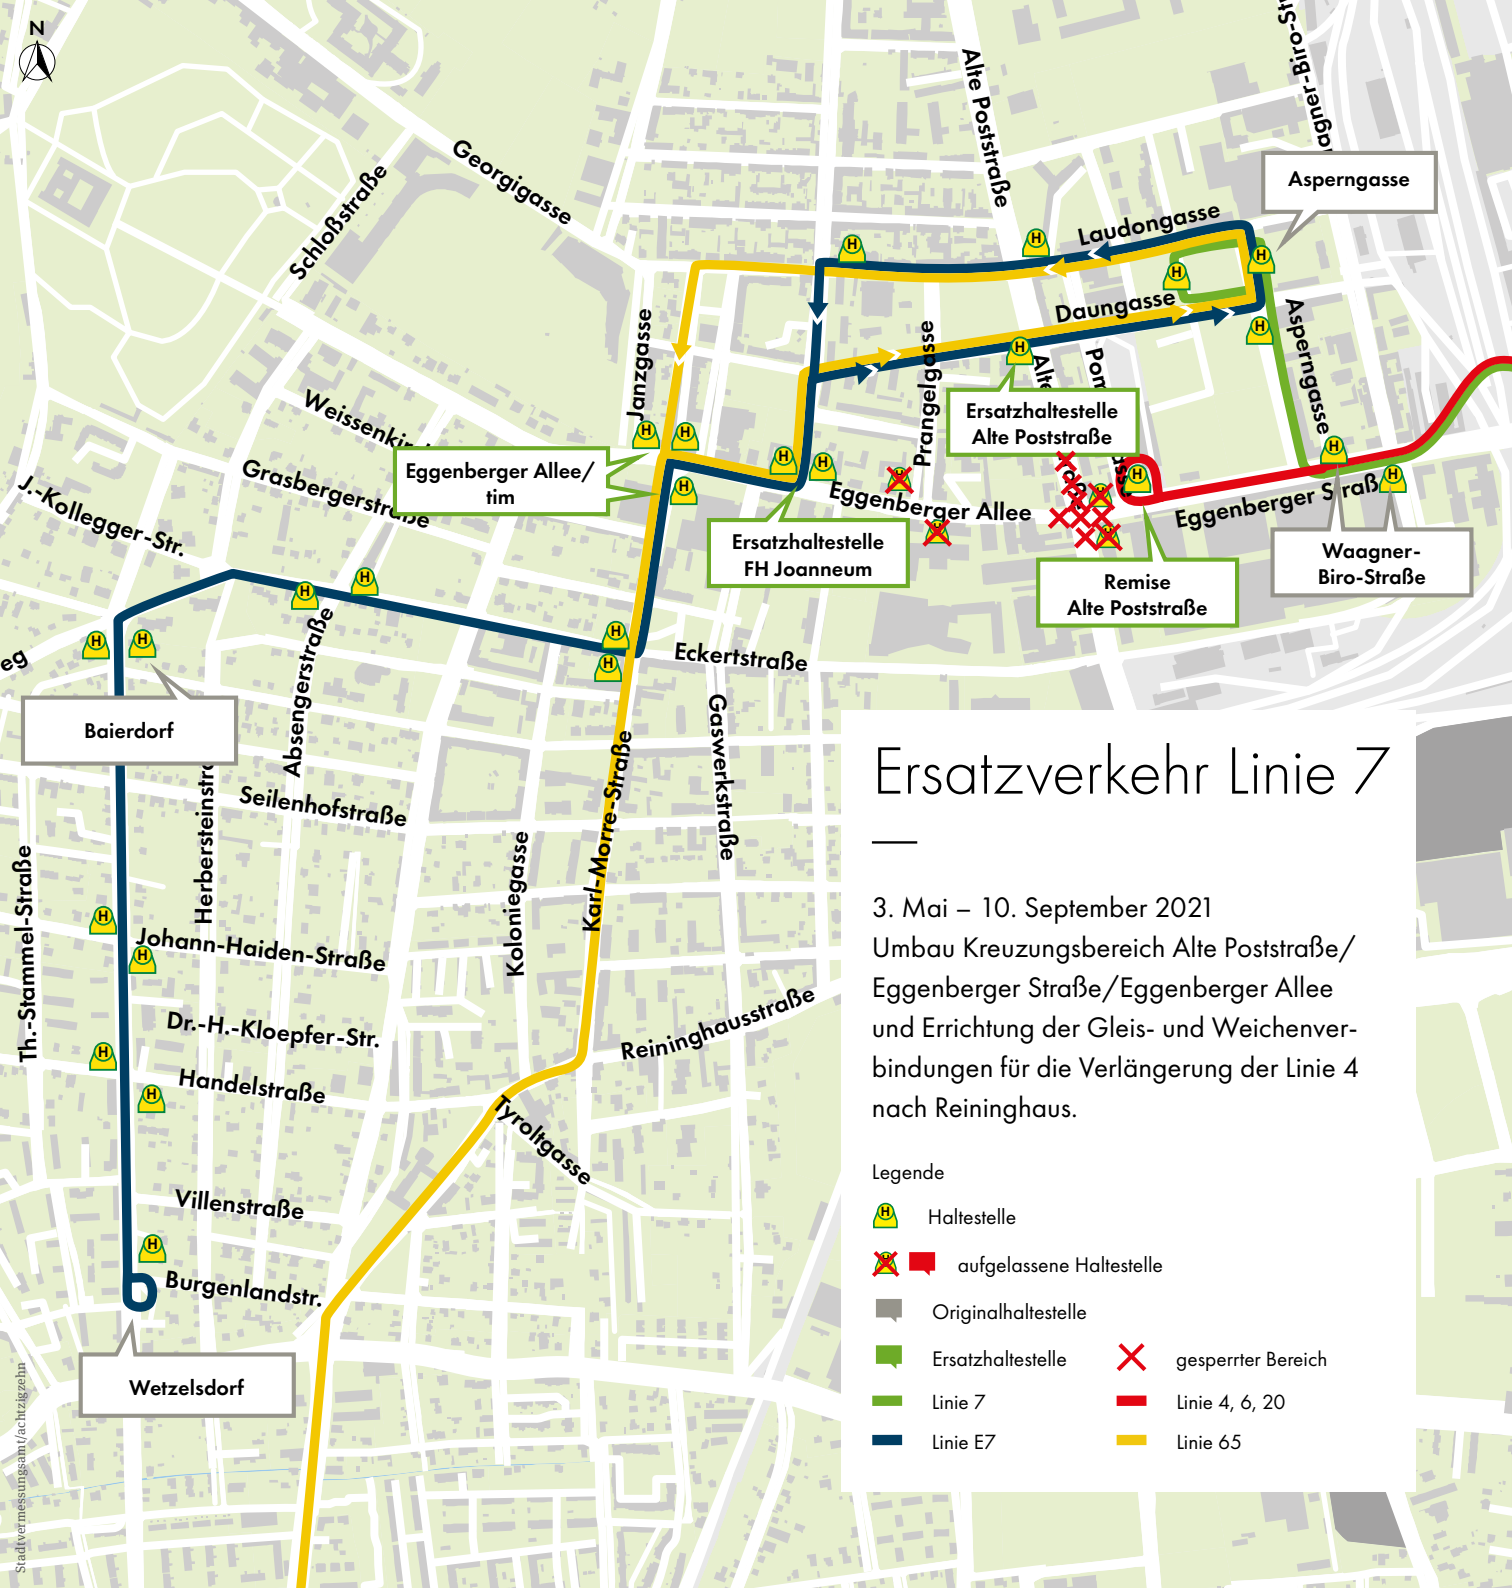 N
Georgigasse
Schloßstraße
Alte Poststraße
Asperngasse
Laudongasse
Daungasse
Asperngasse
Janzgasse
Prangelgasse
Alte
Ersatzhaltestelle
Alte Poststraße
Eggenberger Allee/
tim
Grasbergerstraße
J.-Kollegger-Str.
Eggenberger Allee
Eggenberger Straß
Ersatzhaltestelle
FH Joanneum
Remise
Alte Poststraße
Waagner-
Biro-Straße
Eckertstraße
Absengerstraße
Baierdorf
Gaswerkstraße
Seilenhofstraße
Karl-Morre-Straße
Koloniegasse
Th.-Stammel-Straße
Johann-Haiden-Straße
Dr.-H.-Kloepfer-Str.
Handelstraße
Reininghausstraße
Tyroltgasse
Villenstraße
Burgenlandstr.
Wetzelsdorf
Ersatzverkehr Linie 7
3. Mai – 10. September 2021
Umbau Kreuzungsbereich Alte Poststraße/
Eggenberger Straße/Eggenberger Allee
und Errichtung der Gleis- und Weichenver-
bindungen für die Verlängerung der Linie 4
nach Reininghaus.
Legende
H Haltestelle
H aufgelassene Haltestelle
Originalhaltestelle
Ersatzhaltestelle
gesperrter Bereich
Linie 7
Linie 4, 6, 20
Linie E7
Linie 65
Stadtvermessungsamt/achtzigzehn